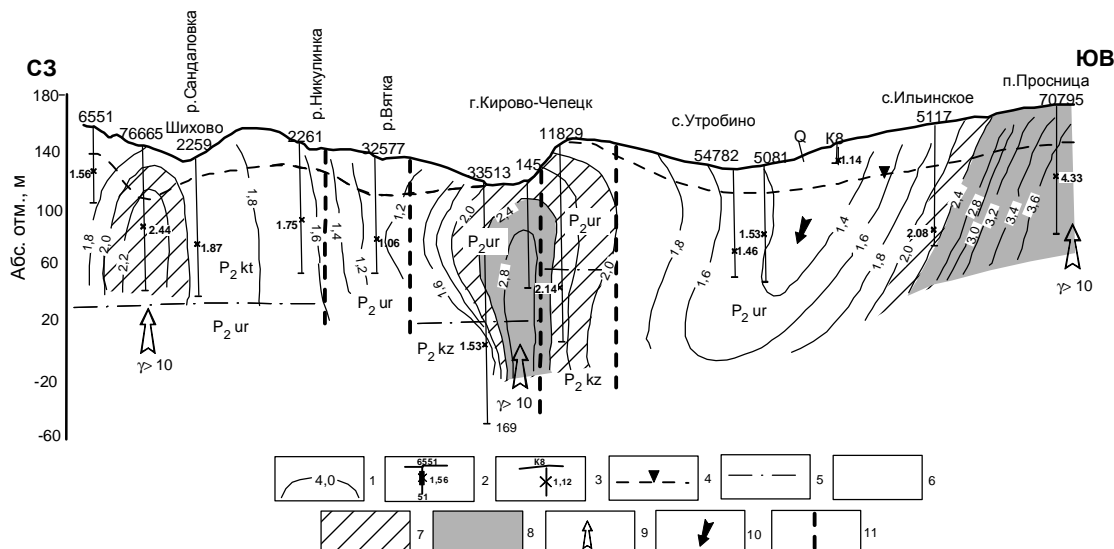 СЗ
ЮВ
Абс. отм., м
180
140
100
60
20
-20
-60
р.Сандаловка
р.Никулинка
р.Вятка
г.Кирово-Чепецк
с.Утробино
с.Ильинское
п.Просница
Шихово
6551
76665
2259
2261
32577
33513
145
11829
54782
5081
Q
К8
5117
70795
1.56
2.44
1.87
1.75
1.06
1.53
2.14
1.46
1.53
1.14
2.08
4.33
1,8
2,0
2,2
1,8
1,6
1,4
1,2
1,2
1,6
2,0
2,4
2,8
2,0
1,8
1,6
1,4
1,6
1,8
2,0
2,4
2,8
3,0
3,2
3,4
3,6
P2 kt
P2 ur
P2 ur
P2 kz
P2ur
P2ur
P2 kz
P2 ur
γ> 10
γ> 10
γ> 10
169
4,0 1
6551 1,56 51 2
К8 1,12 3
4
5
6
7
8
9
10
11